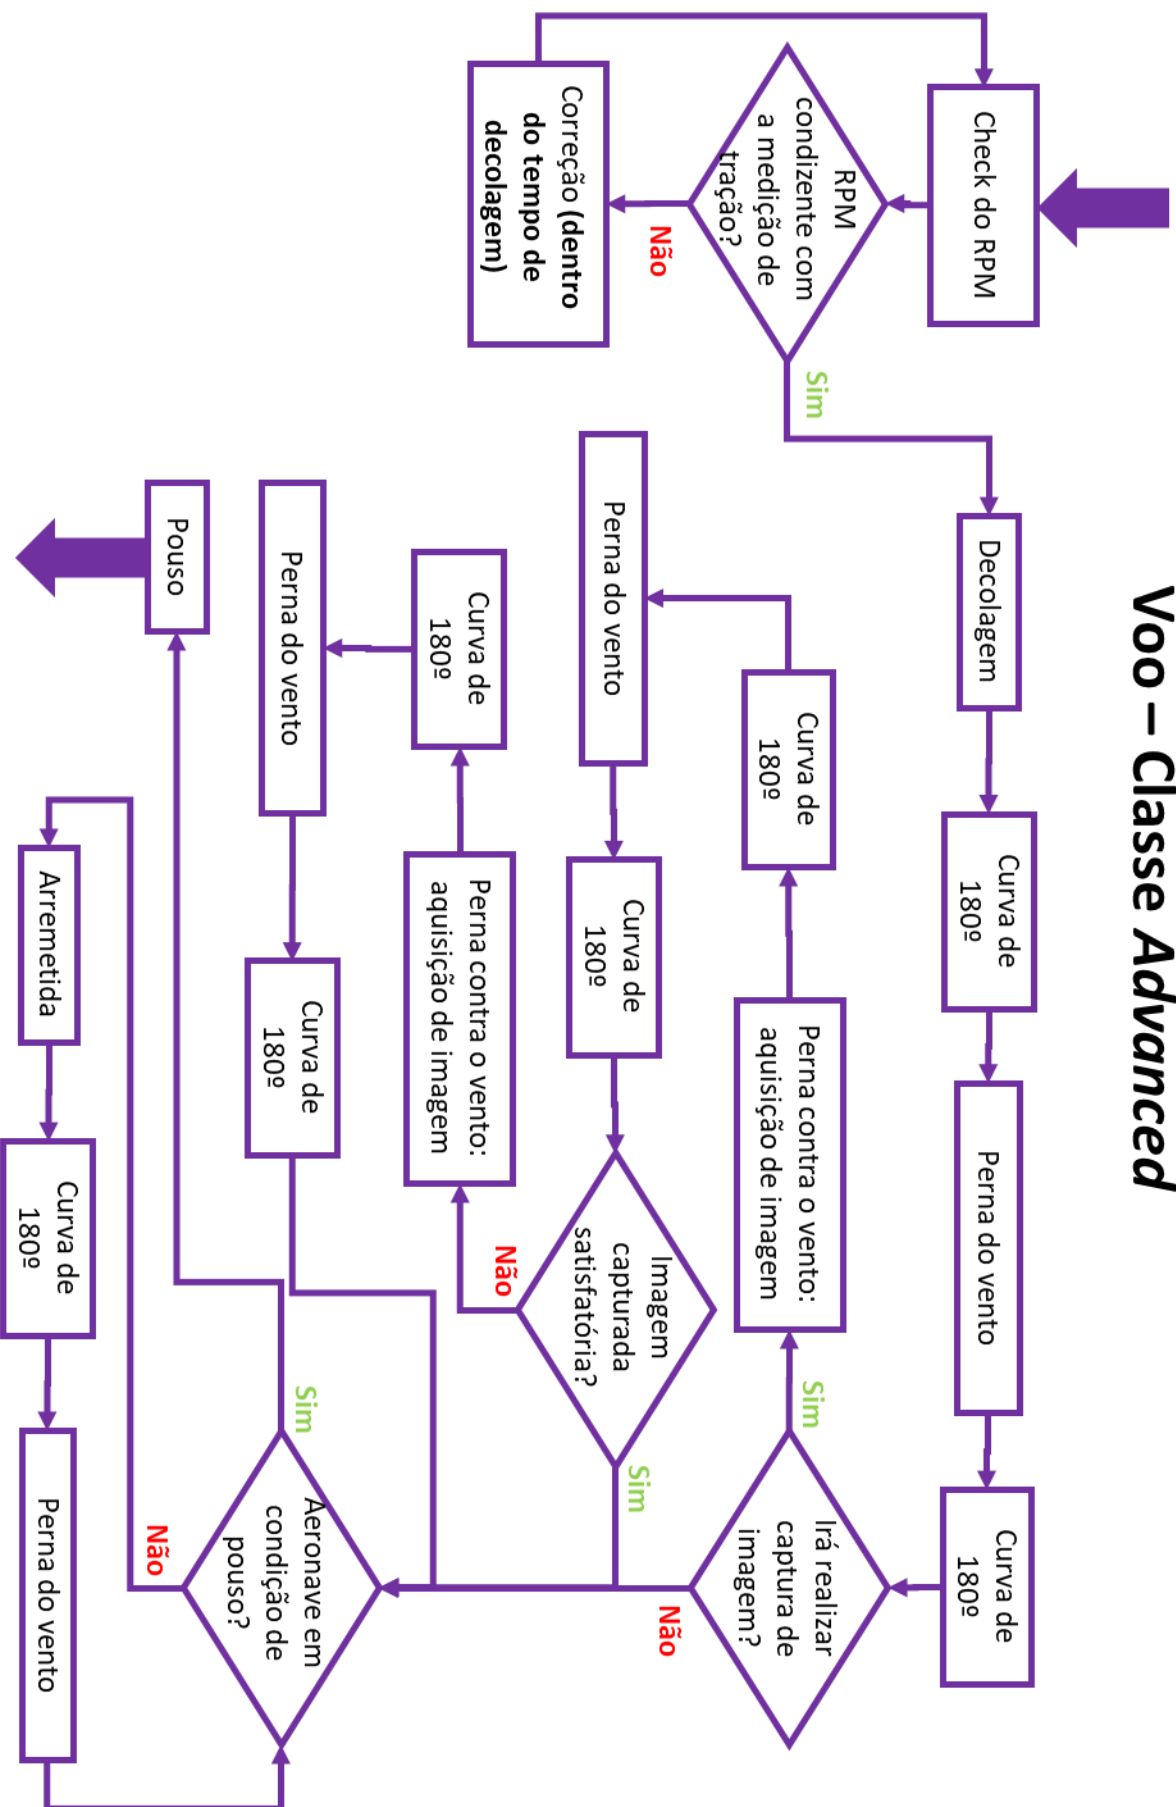 Voo – Classe Advanced
Check do RPM
RPM
condizente com
a medição de
tração?
Não
Sim
Correção (dentro
do tempo de
decolagem)
Decolagem
Curva de
180º
Perna do vento
Curva de
180º
Irá realizar
captura de
imagem?
Sim
Não
Perna contra o vento:
aquisição de imagem
Curva de
180º
Perna do vento
Curva de
180º
Imagem
capturada
satisfatória?
Sim
Não
Perna contra o vento:
aquisição de imagem
Curva de
180º
Perna do vento
Curva de
180º
Aeronave em
condição de
pouso?
Sim
Não
Pouso
Arremetida
Curva de
180º
Perna do vento